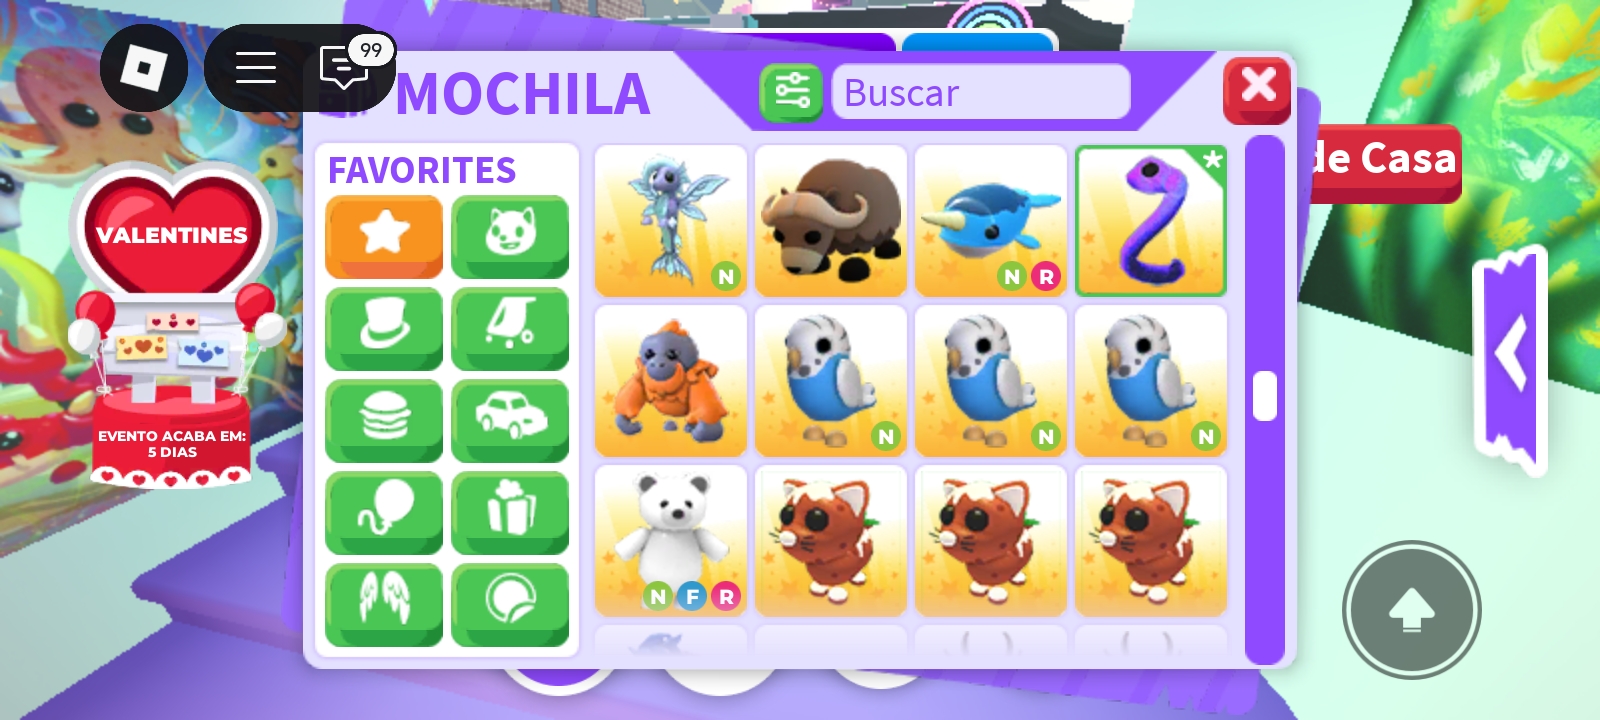 99
MOCHILA
Buscar
de Casa
FAVORITES
VALENTINES
EVENTO ACABA EM:
5 DIAS
N
N R
N
N
N
N F R